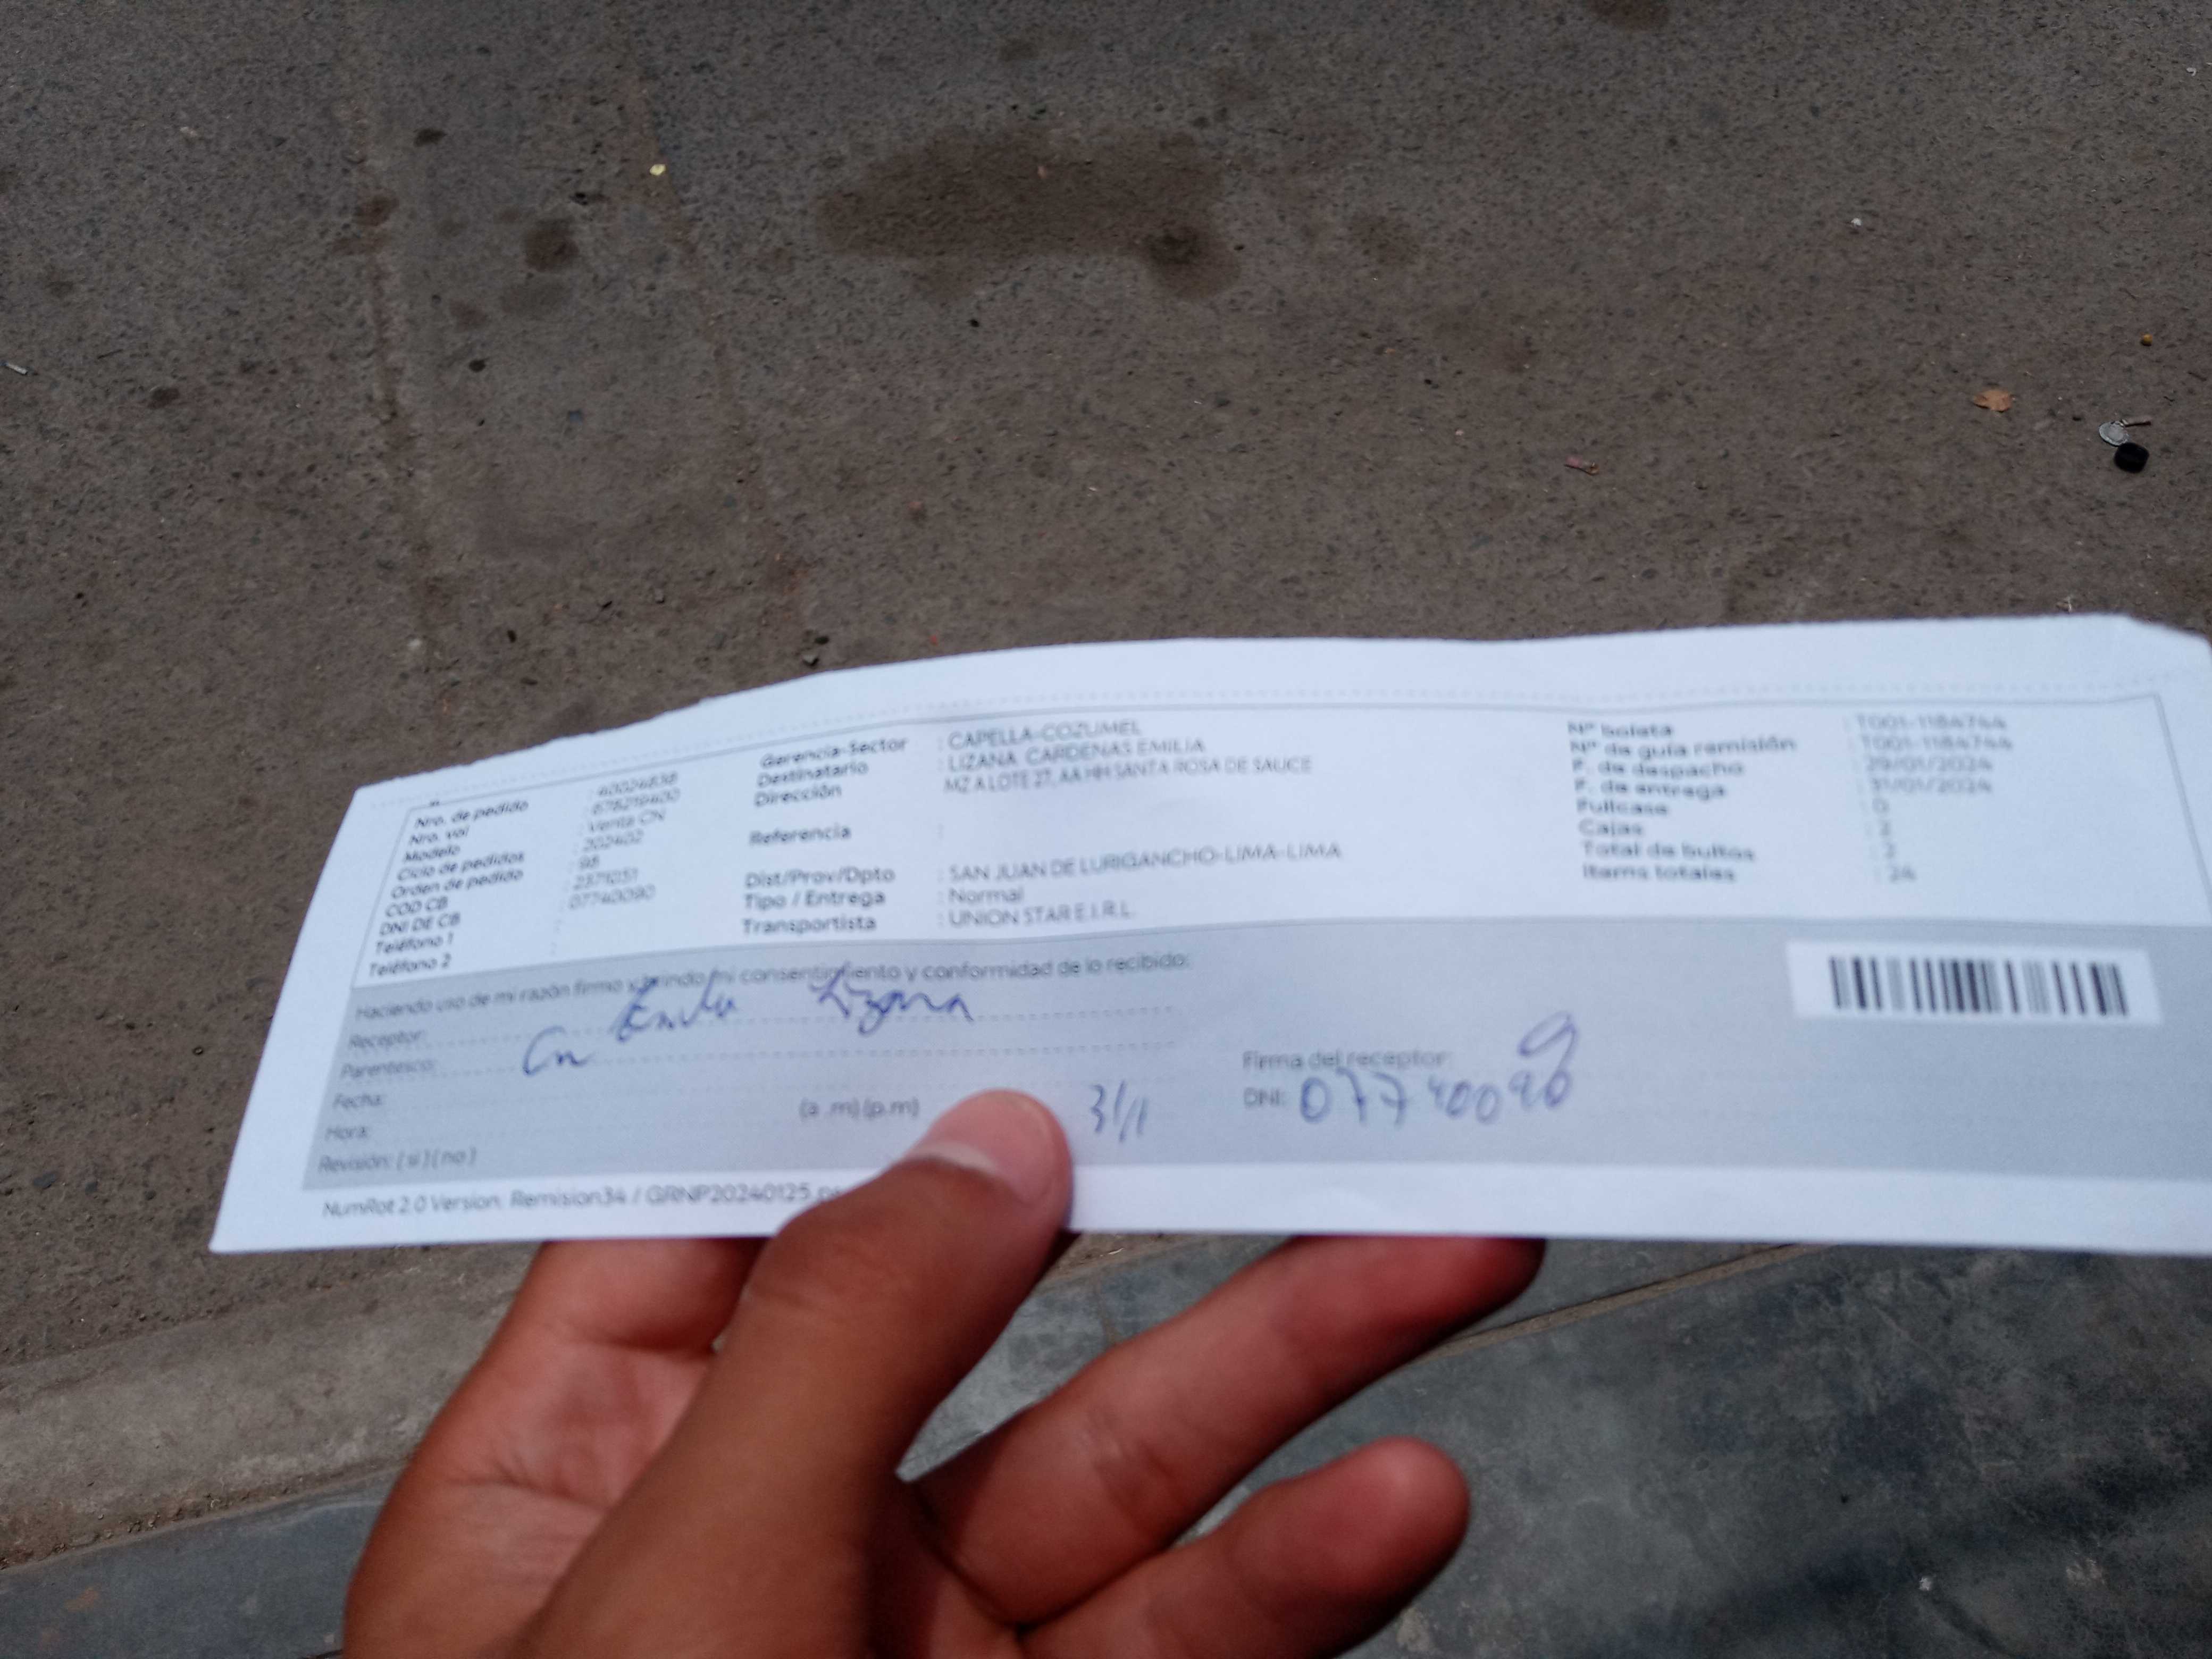 Nro. de pedido
Nro. vol : 678219400
Modelo : Venta CN
Ciclo de pedidos : 202402
Orden de pedido : 98
COD CB : 2371051
DNI DE CB : 07740090
Teléfono 1 :
Teléfono 2 :
Gerencia-Sector : CAPELLA-COZUMEL
Destinatario : LIZANA CARDENAS EMILIA
Dirección : MZ A LOTE 27, AA HH SANTA ROSA DE SAUCE
Referencia :
Dist/Prov/Dpto : SAN JUAN DE LURIGANCHO-LIMA-LIMA
Tipo / Entrega : Normal
Transportista : UNION STAR E.I.R.L.
N° boleta : T001-1184744
N° de guía remisión : T001-1184744
F. de despacho : 29/01/2024
F. de entrega : 31/01/2024
Fullcase : 0
Cajas : 2
Total de bultos : 2
Items totales : 24
Haciendo uso de mi razón firmo y brindo mi consentimiento y conformidad de lo recibido:
Receptor: Emilia Lizana
Parentesco: Cn
Fecha:
Hora: (a .m) (p.m) 31/1
Revisión: ( si ) ( no )
Firma del receptor:
DNI: 07740090
NumRot 2.0 Version: Remision34 / GRNP20240125